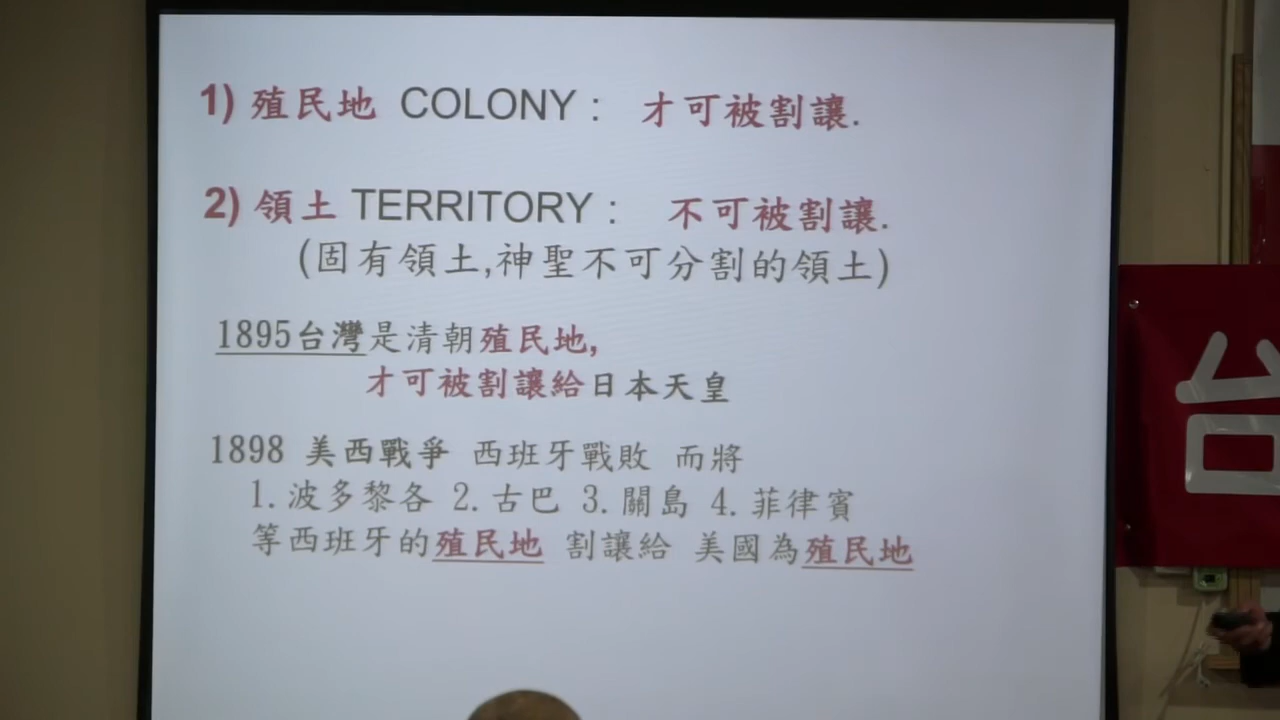 1) 殖民地 COLONY : 才可被割讓.
2) 領土 TERRITORY : 不可被割讓.
(固有領土,神聖不可分割的領土)
1895台灣是清朝殖民地,
才可被割讓給日本天皇
1898 美西戰爭 西班牙戰敗 而將
1. 波多黎各 2. 古巴 3. 關島 4. 菲律賓
等西班牙的殖民地 割讓給 美國為殖民地
台